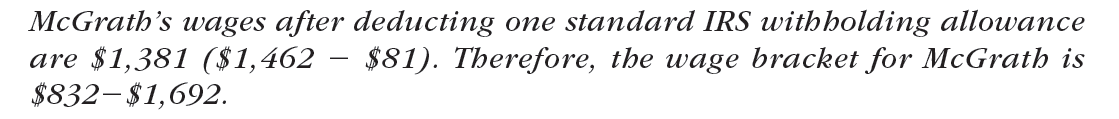 McGrath's wages after deducting one standard IRS withholding allowance
are $1,381 ($1,462 − $81). Therefore, the wage bracket for McGrath is
$832–$1,692.